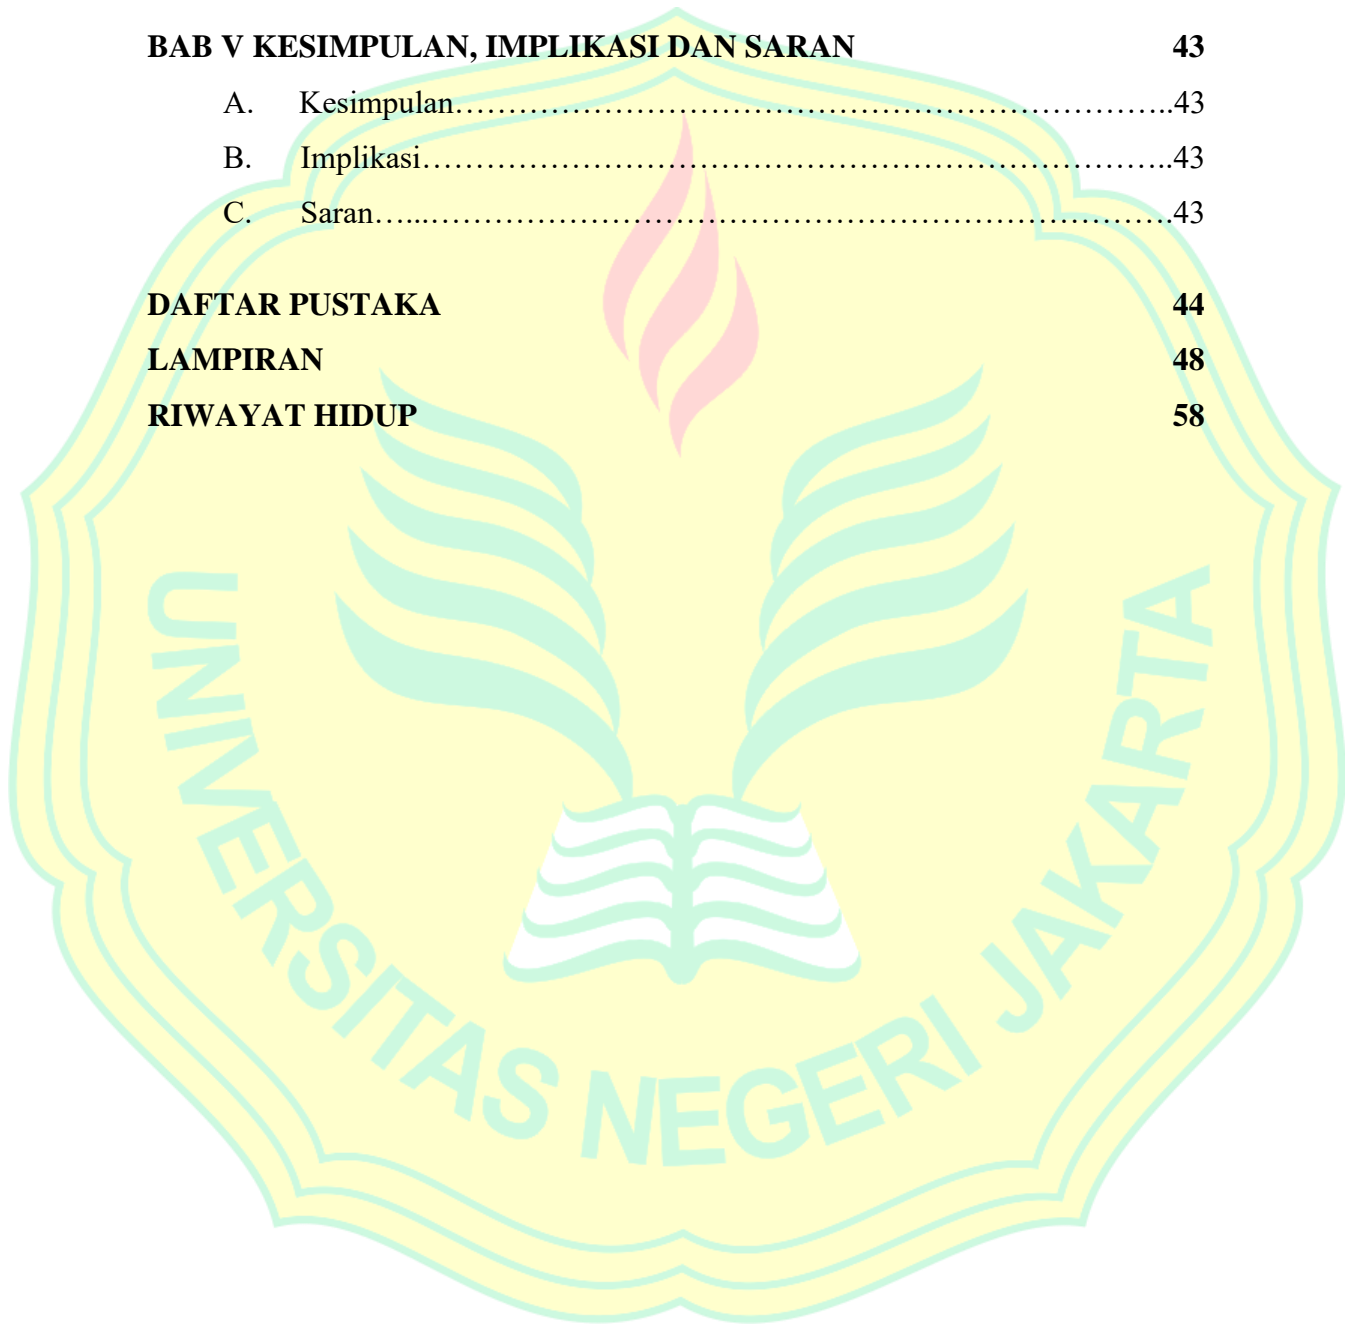 BAB V KESIMPULAN, IMPLIKASI DAN SARAN 43
A. Kesimpulan…………………………………………………………..43
B. Implikasi……………………………………………………………..43
C. Saran…...…………………………………………………………….43
DAFTAR PUSTAKA 44
LAMPIRAN 48
RIWAYAT HIDUP 58
UNIVERSITAS NEGERI JAKARTA